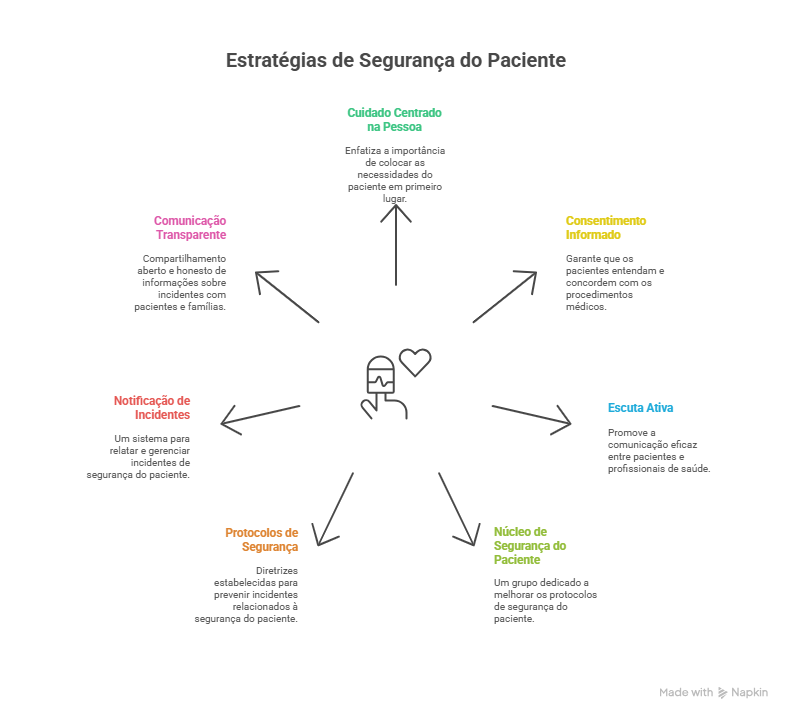 Estratégias de Segurança do Paciente
Cuidado Centrado
na Pessoa
Enfatiza a importância
de colocar as
necessidades do
paciente em primeiro
lugar.
Comunicação
Transparente
Compartilhamento
aberto e honesto de
informações sobre
incidentes com
pacientes e famílias.
Consentimento
Informado
Garante que os
pacientes entendam e
concordem com os
procedimentos
médicos.
Notificação de
Incidentes
Um sistema para
relatar e gerenciar
incidentes de
segurança do paciente.
Escuta Ativa
Promove a
comunicação eficaz
entre pacientes e
profissionais de saúde.
Protocolos de
Segurança
Diretrizes
estabelecidas para
prevenir incidentes
relacionados à
segurança do paciente.
Núcleo de
Segurança do
Paciente
Um grupo dedicado a
melhorar os protocolos
de segurança do
paciente.
Made with Napkin